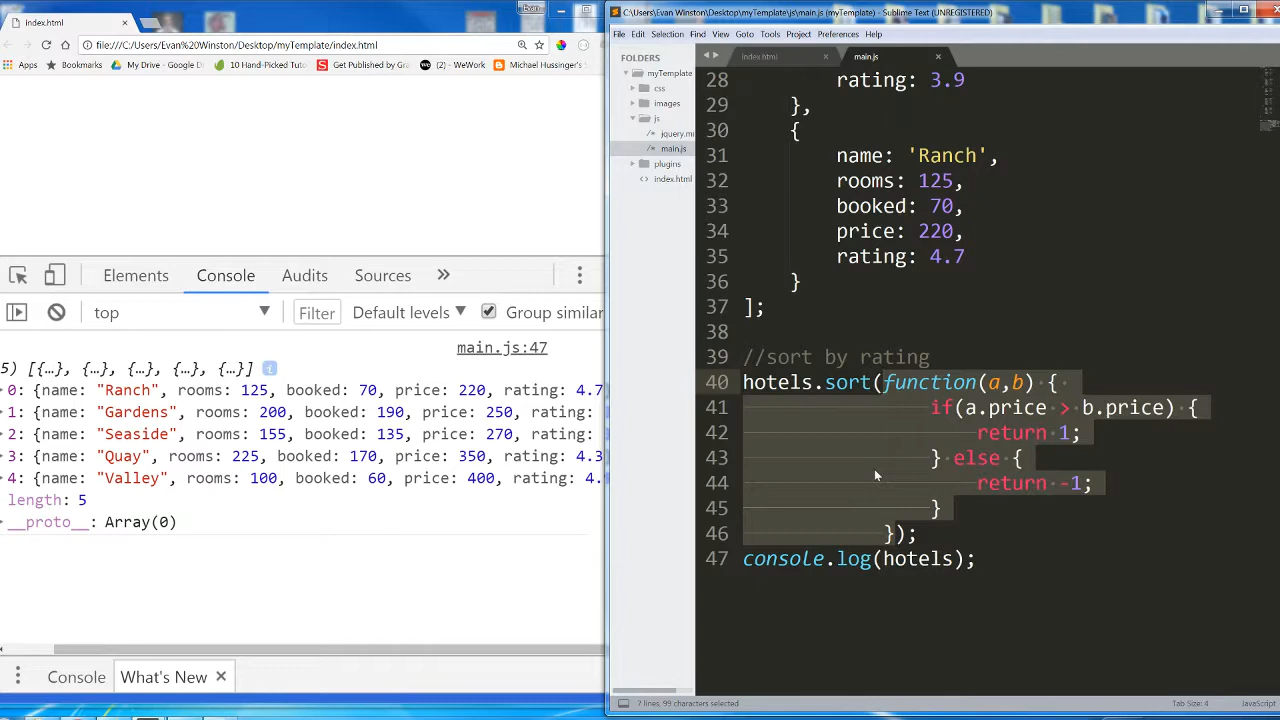 index.html
Evan
file:///C:/Users/Evan%20Winston/Desktop/myTemplate/index.html
Apps
Bookmarks
My Drive - Google D
10 Hand-Picked Tuto
Get Published by Gra
(2) - WeWork
Michael Hussinger's S
Elements
Console
Audits
Sources
»
top
Filter
Default levels
Group similar
main.js:47
5) [{…}, {…}, {…}, {…}, {…}]
0: {name: "Ranch", rooms: 125, booked: 70, price: 220, rating: 4.7
1: {name: "Gardens", rooms: 200, booked: 190, price: 250, rating: 4.
2: {name: "Seaside", rooms: 155, booked: 135, price: 270, rating: 4.
3: {name: "Quay", rooms: 225, booked: 170, price: 350, rating: 4.3
4: {name: "Valley", rooms: 100, booked: 60, price: 400, rating: 4.
length: 5
__proto__: Array(0)
Console
What's New
C:\Users\Evan Winston\Desktop\myTemplate\js\main.js (myTemplate) - Sublime Text (UNREGISTERED)
File Edit Selection Find View Goto Tools Project Preferences Help
FOLDERS
myTemplate
css
images
js
jquery.mi
main.js
plugins
index.html
index.html
main.js
28 rating: 3.9
29 },
30 {
31 name: 'Ranch',
32 rooms: 125,
33 booked: 70,
34 price: 220,
35 rating: 4.7
36 }
37 ];
38
39 //sort by rating
40 hotels.sort(function(a,b) {
41 if(a.price > b.price) {
42 return 1;
43 } else {
44 return -1;
45 }
46 });
47 console.log(hotels);
7 lines, 99 characters selected
Tab Size: 4
JavaScript